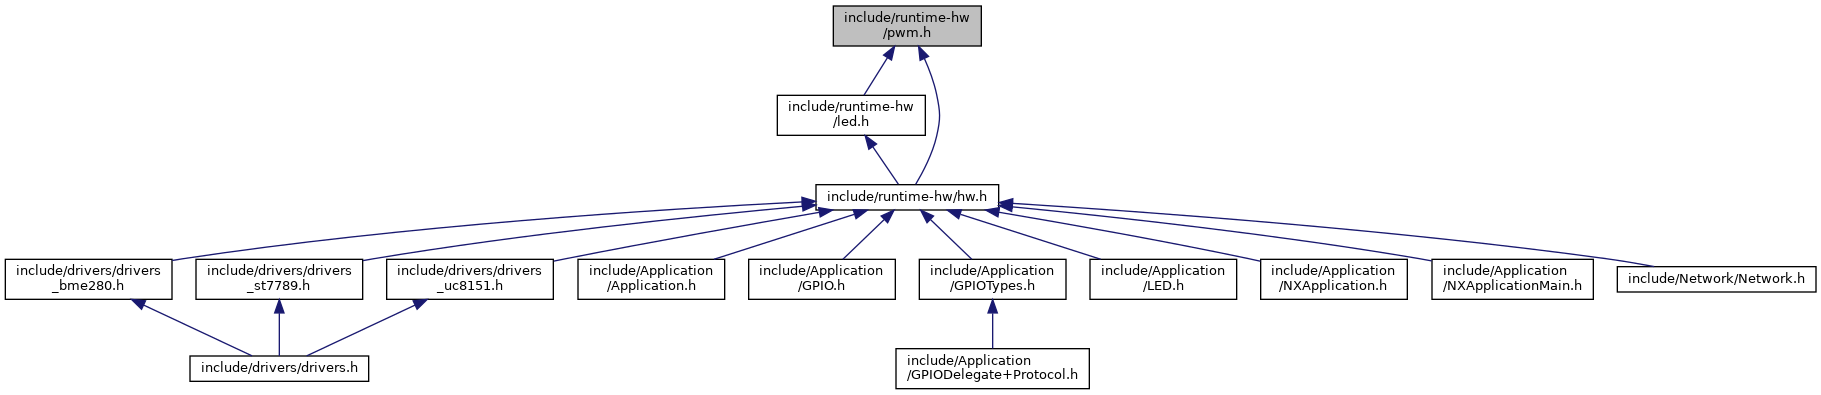 include/runtime-hw
/pwm.h
include/runtime-hw
/led.h
include/runtime-hw/hw.h
include/drivers/drivers
_bme280.h
include/drivers/drivers
_st7789.h
include/drivers/drivers
_uc8151.h
include/Application
/Application.h
include/Application
/GPIO.h
include/Application
/GPIOTypes.h
include/Application
/LED.h
include/Application
/NXApplication.h
include/Application
/NXApplicationMain.h
include/Network/Network.h
include/drivers/drivers.h
include/Application
/GPIODelegate+Protocol.h